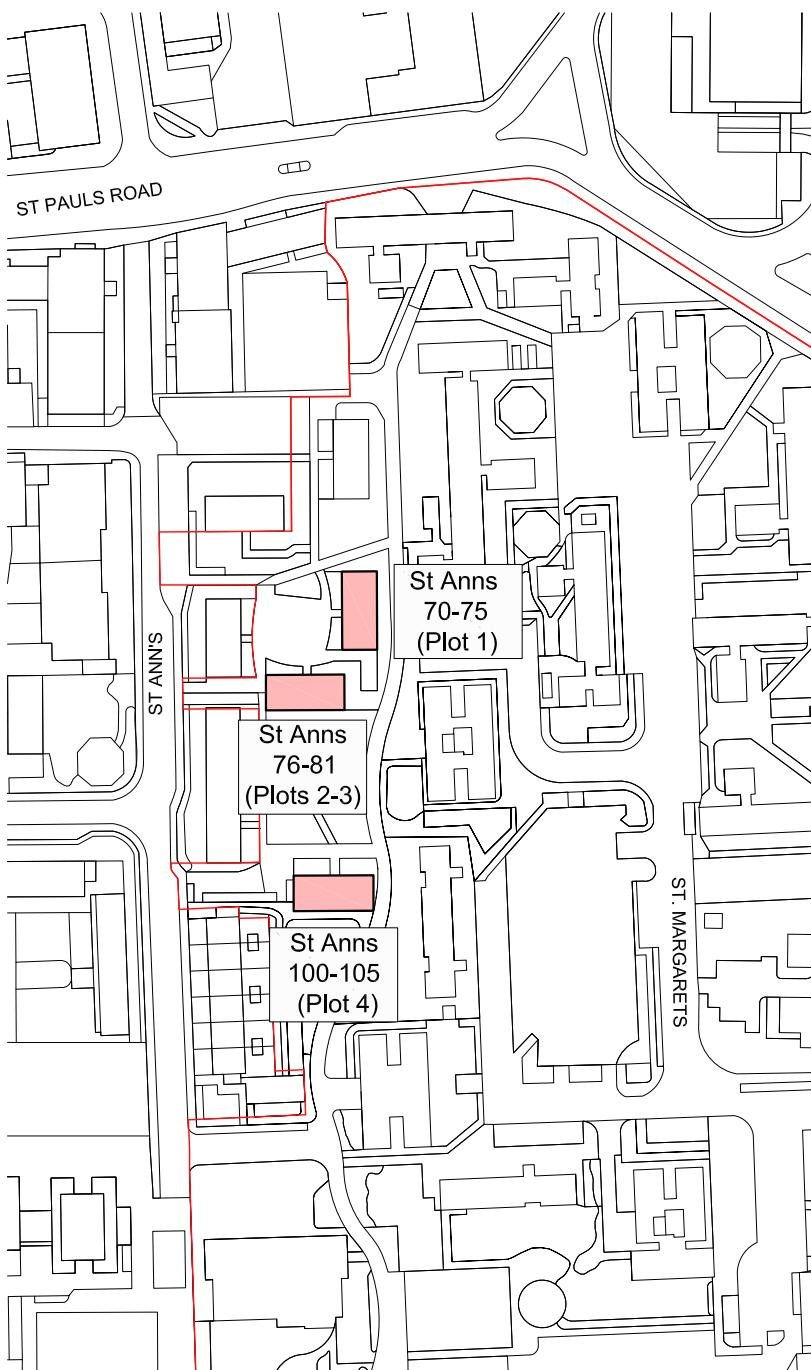 ST PAULS ROAD
St Anns
70-75
(Plot 1)
ST ANN'S
St Anns
76-81
(Plots 2-3)
ST. MARGARETS
St Anns
100-105
(Plot 4)